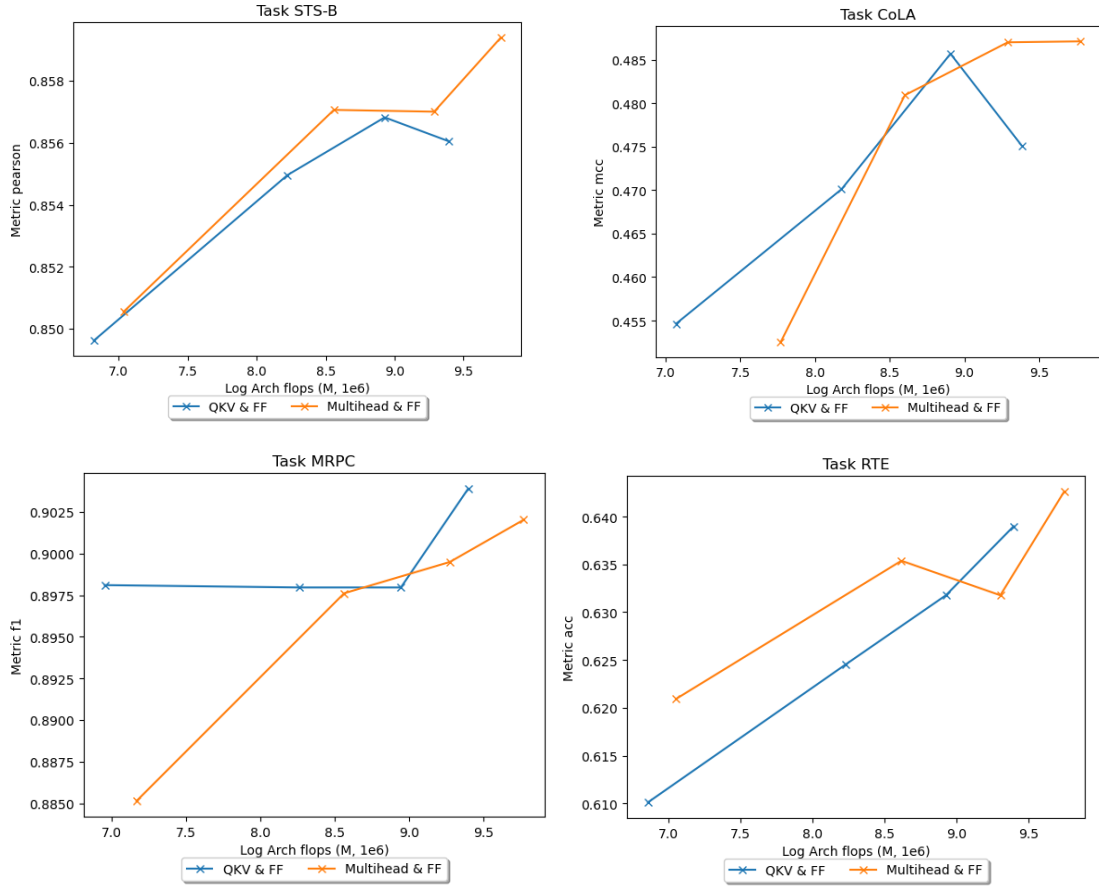 Task STS-B
Metric pearson
0.858
0.856
0.854
0.852
0.850
7.0 7.5 8.0 8.5 9.0 9.5
Log Arch flops (M, 1e6)
QKV & FF Multihead & FF
Task CoLA
Metric mcc
0.485
0.480
0.475
0.470
0.465
0.460
0.455
7.0 7.5 8.0 8.5 9.0 9.5
Log Arch flops (M, 1e6)
QKV & FF Multihead & FF
Task MRPC
Metric f1
0.9025
0.9000
0.8975
0.8950
0.8925
0.8900
0.8875
0.8850
7.0 7.5 8.0 8.5 9.0 9.5
Log Arch flops (M, 1e6)
QKV & FF Multihead & FF
Task RTE
Metric acc
0.640
0.635
0.630
0.625
0.620
0.615
0.610
7.0 7.5 8.0 8.5 9.0 9.5
Log Arch flops (M, 1e6)
QKV & FF Multihead & FF